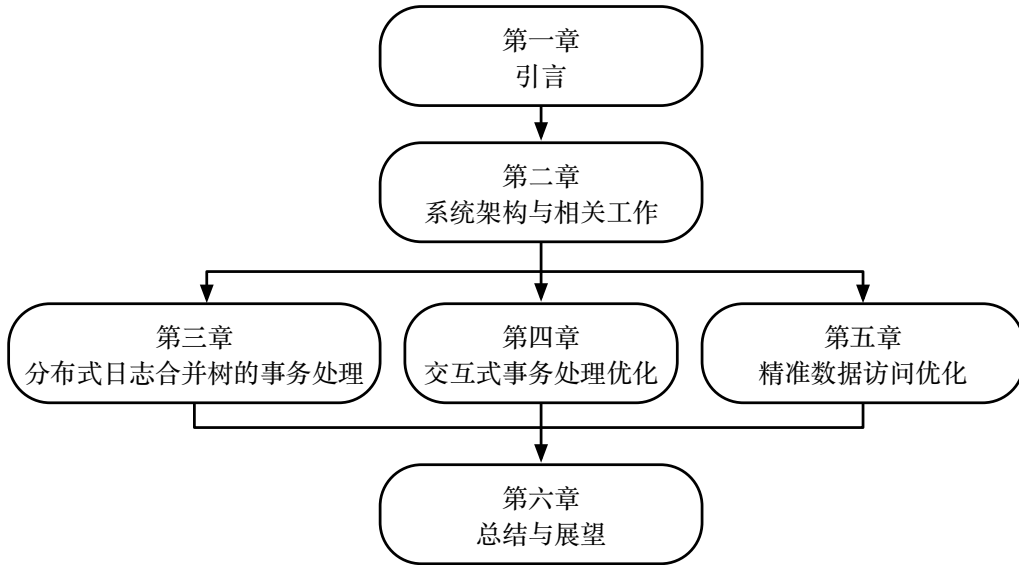 第一章
引言
第二章
系统架构与相关工作
第三章
分布式日志合并树的事务处理
第四章
交互式事务处理优化
第五章
精准数据访问优化
第六章
总结与展望